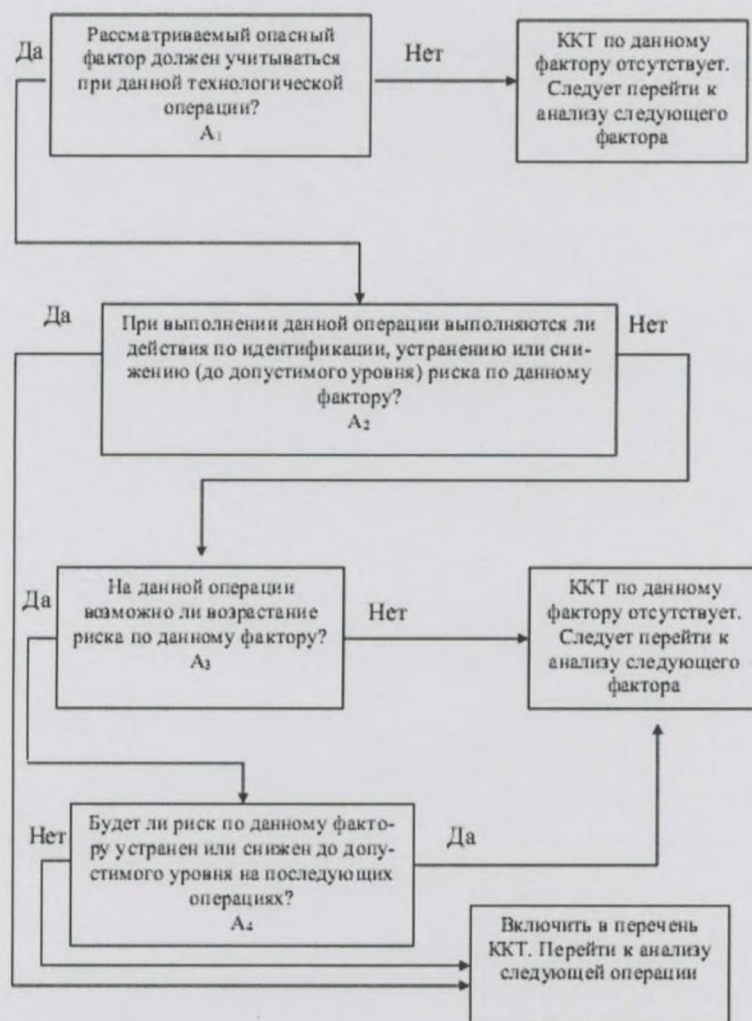 Да
Рассматриваемый опасный
фактор должен учитываться
при данной технологической
операции?
A₁
Нет
ККТ по данному
фактору отсутствует.
Следует перейти к
анализу следующего
фактора
Да
При выполнении данной операции выполняются ли
действия по идентификации, устранению или сни-
жению (до допустимого уровня) риска по данному
фактору?
A₂
Нет
Да
На данной операции
возможно ли возрастание
риска по данному фактору?
A₃
Нет
ККТ по данному
фактору отсутствует.
Следует перейти к
анализу следующего
фактора
Нет
Будет ли риск по данному факто-
ру устранен или снижен до допу-
стимого уровня на последующих
операциях?
A₄
Да
Включить в перечень
ККТ. Перейти к анализу
следующей операции